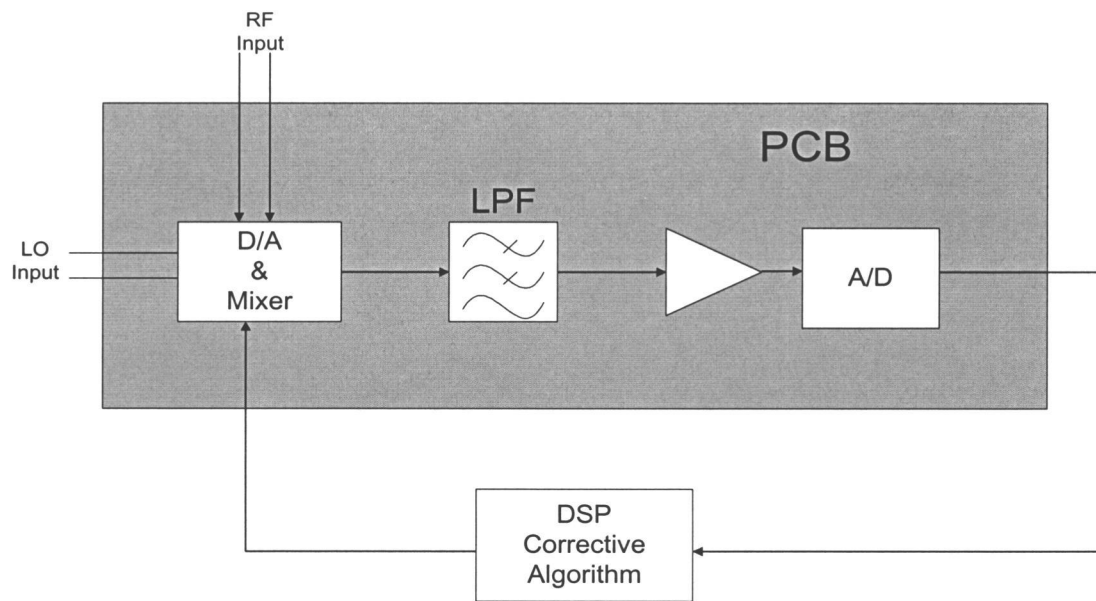 RF
Input
PCB
LPF
LO
Input
D/A
&
Mixer
A/D
DSP
Corrective
Algorithm